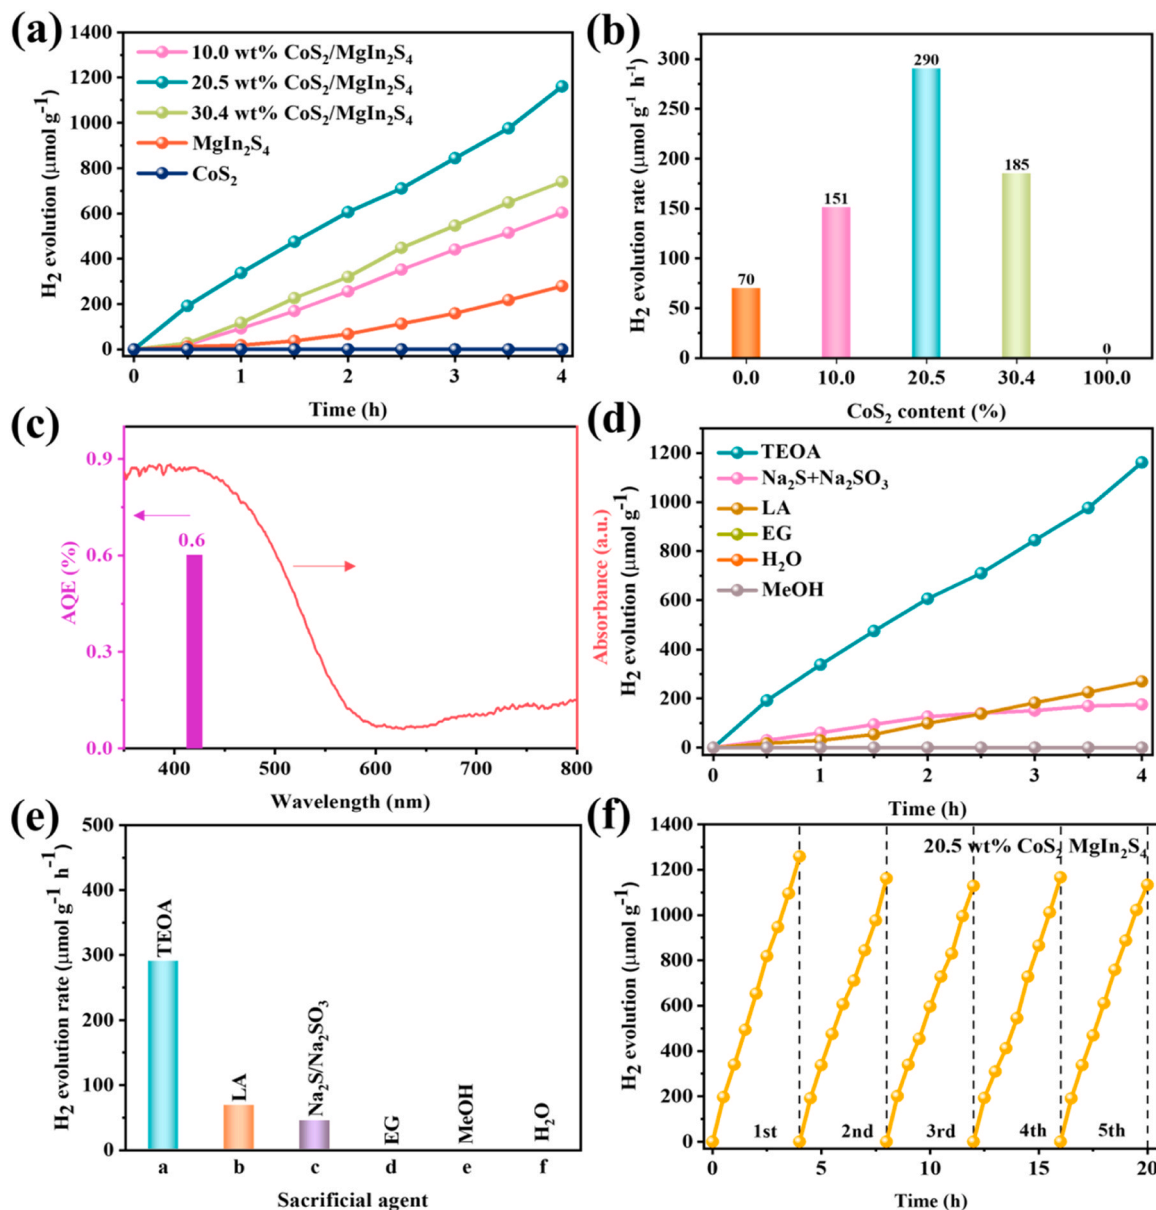 (a)
H₂ evolution (μmol g⁻¹)
1400
1200
1000
800
600
400
200
0
10.0 wt% CoS₂/MgIn₂S₄
20.5 wt% CoS₂/MgIn₂S₄
30.4 wt% CoS₂/MgIn₂S₄
MgIn₂S₄
CoS₂
0 1 2 3 4
Time (h)
(b)
H₂ evolution rate (μmol g⁻¹ h⁻¹)
300
250
200
150
100
50
0
70
151
290
185
0
0.0 10.0 20.5 30.4 100.0
CoS₂ content (%)
(c)
AQE (%)
0.9
0.6
0.3
0.0
0.6
Absorbance (a.u.)
400 500 600 700 800
Wavelength (nm)
(d)
H₂ evolution (μmol g⁻¹)
1200
1000
800
600
400
200
0
TEOA
Na₂S+Na₂SO₃
LA
EG
H₂O
MeOH
0 1 2 3 4
Time (h)
(e)
H₂ evolution rate (μmol g⁻¹ h⁻¹)
500
400
300
200
100
0
TEOA
LA
Na₂S/Na₂SO₃
EG
MeOH
H₂O
a b c d e f
Sacrificial agent
(f)
H₂ evolution (μmol g⁻¹)
1400
1200
1000
800
600
400
200
0
20.5 wt% CoS₂ MgIn₂S₄
1st 2nd 3rd 4th 5th
0 5 10 15 20
Time (h)